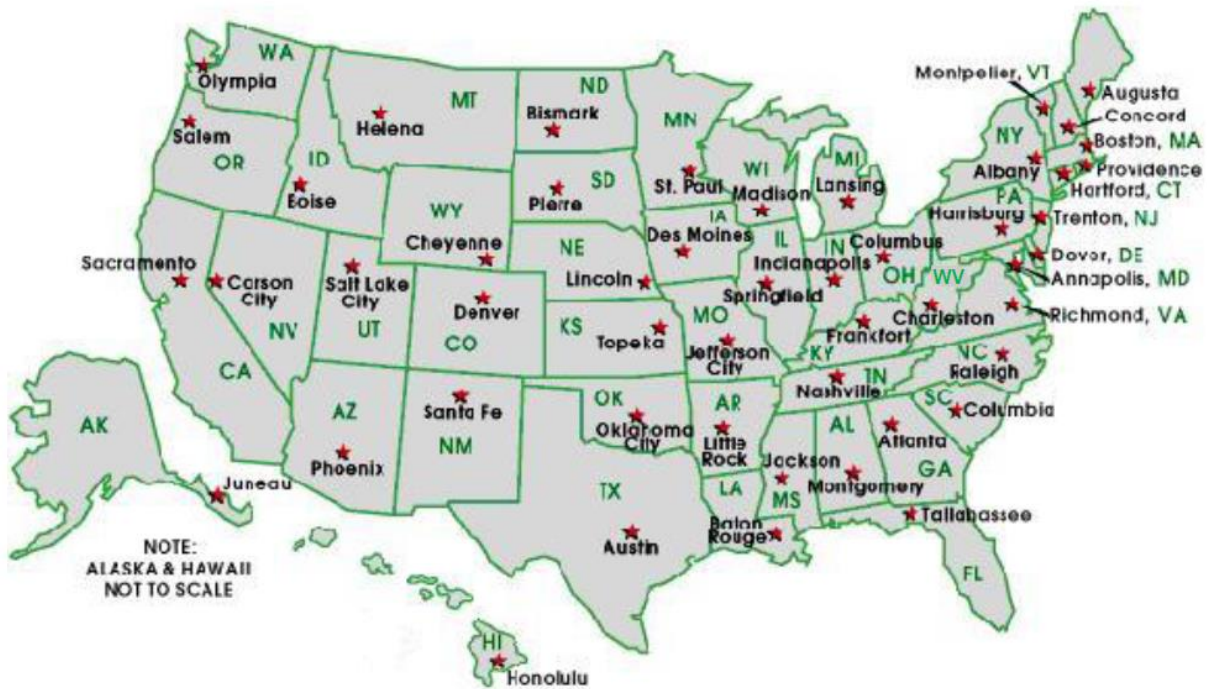 WA
Olympia
MT
Helena
ND
Bismark
MN
Montpelier, VT
Augusta
Concord
Salem
OR
ID
Boise
SD
Pierre
St. Paul
WI
Madison
MI
Lansing
NY
Albany
Boston, MA
Providence
Hartford, CT
WY
Cheyenne
NE
Lincoln
IA
Des Moines
IL
Springfield
IN
Indianapolis
Columbus
OH
PA
Harrisburg
Trenton, NJ
Dover, DE
Annapolis, MD
WV
Charleston
Richmond, VA
Sacramento
Carson
City
NV
CA
Salt Lake
City
UT
Denver
CO
KS
Topeka
MO
Jefferson
City
KY
Frankfort
TN
Nashville
NC
Raleigh
SC
Columbia
AK
Juneau
AZ
Phoenix
Santa Fe
NM
OK
Oklahoma
City
AR
Little
Rock
AL
Montgomery
Atlanta
GA
Jackson
MS
LA
Baton
Rouge
TX
Austin
Tallabassee
FL
NOTE:
ALASKA & HAWAII
NOT TO SCALE
HI
Honolulu